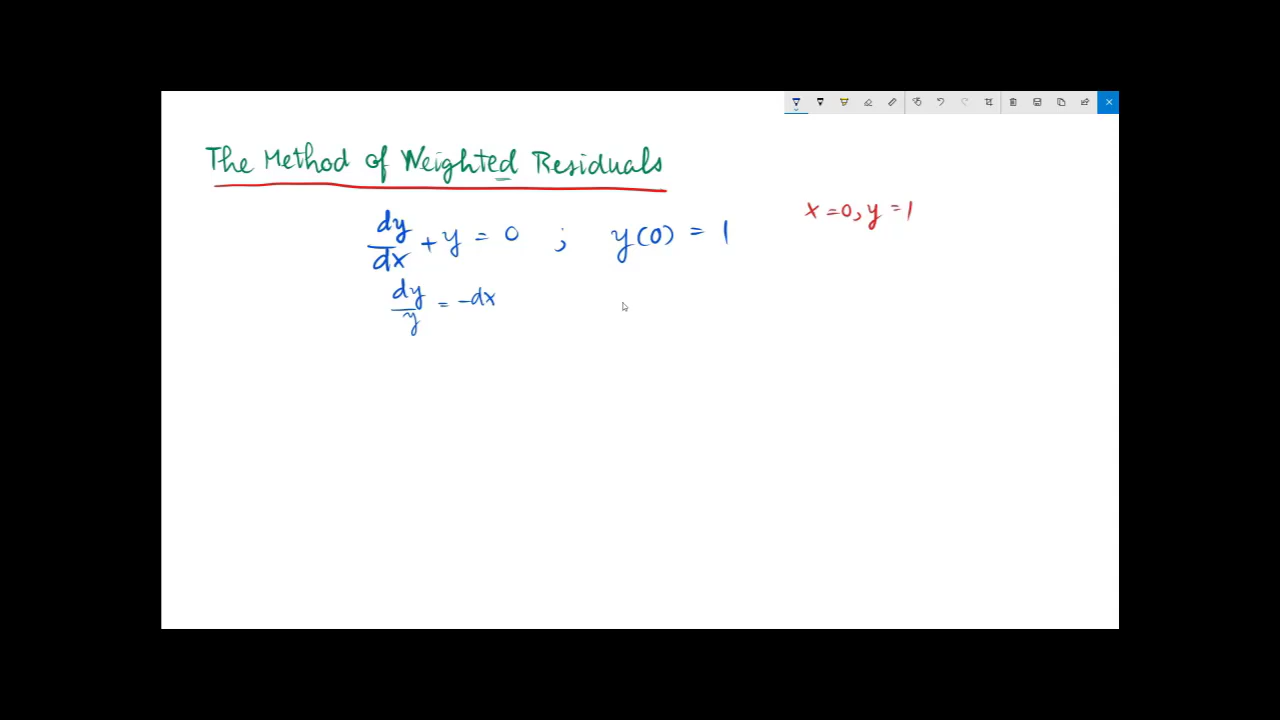 The Method of Weighted Residuals
x = 0, y = 1
dy/dx + y = 0 ; y(0) = 1
dy/y = -dx